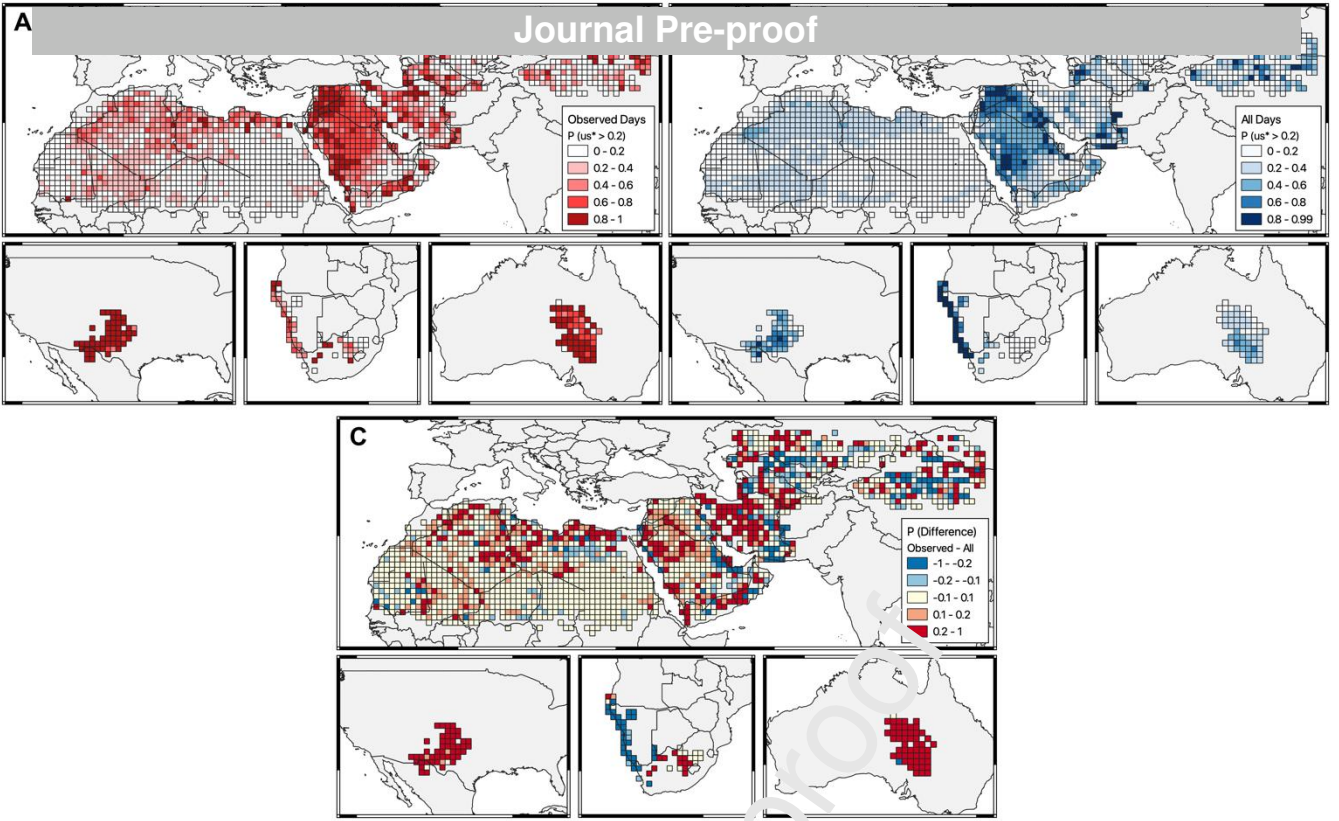 Journal Pre-proof
A
Observed Days
P (us* > 0.2)
0 - 0.2
0.2 - 0.4
0.4 - 0.6
0.6 - 0.8
0.8 - 1
All Days
P (us* > 0.2)
0 - 0.2
0.2 - 0.4
0.4 - 0.6
0.6 - 0.8
0.8 - 0.99
C
P (Difference)
Observed - All
-1 - -0.2
-0.2 - -0.1
-0.1 - 0.1
0.1 - 0.2
0.2 - 1
proof